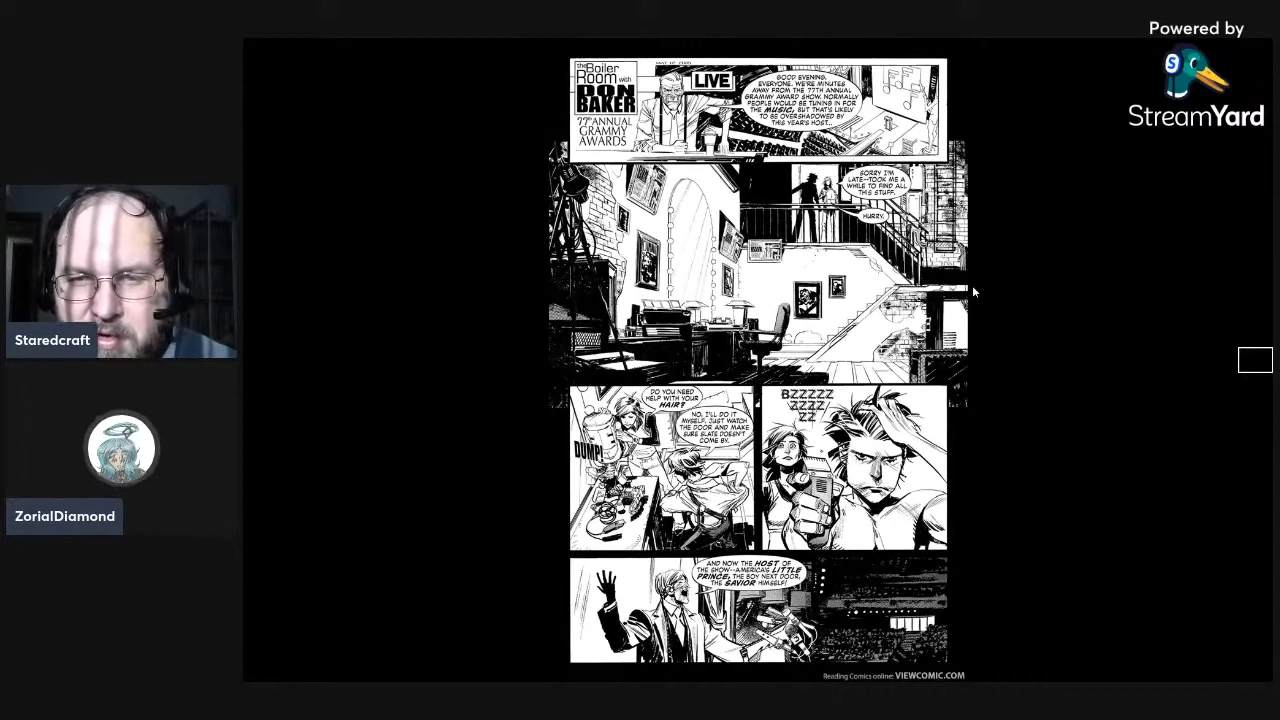 Powered by
StreamYard
the Boiler
Room with
DON
BAKER
77th ANNUAL
GRAMMY
AWARDS
LIVE
GOOD EVENING,
EVERYONE. WE'RE MINUTES
AWAY FROM THE 77TH ANNUAL
GRAMMY AWARD SHOW. NORMALLY
PEOPLE WOULD BE TUNING IN FOR
THE MUSIC, BUT THAT'S LIKELY
TO BE OVERSHADOWED BY
THIS YEAR'S HOST...
SORRY I'M
LATE--TOOK ME A
WHILE TO FIND ALL
THIS STUFF.
HURRY.
DO YOU NEED
HELP WITH YOUR
HAIR?
NO, I'LL DO IT
MYSELF. JUST WATCH
THE DOOR AND MAKE
SURE SLATE DOESN'T
COME BY.
DUMP!
BZZZZZ
ZZZZ
ZZ
AND NOW THE HOST OF
THE SHOW--AMERICA'S LITTLE
PRINCE, THE BOY NEXT DOOR,
THE SAVIOR HIMSELF!
Reading Comics online: VIEWCOMIC.COM
Staredcraft
ZorialDiamond